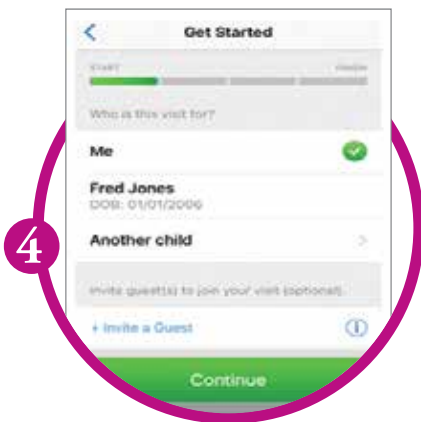 Get Started
START FINISH
Who is this visit for?
Me
Fred Jones
DOB: 01/01/2006
Another child
Invite guest(s) to join your visit (optional).
+ Invite a Guest
4
Continue